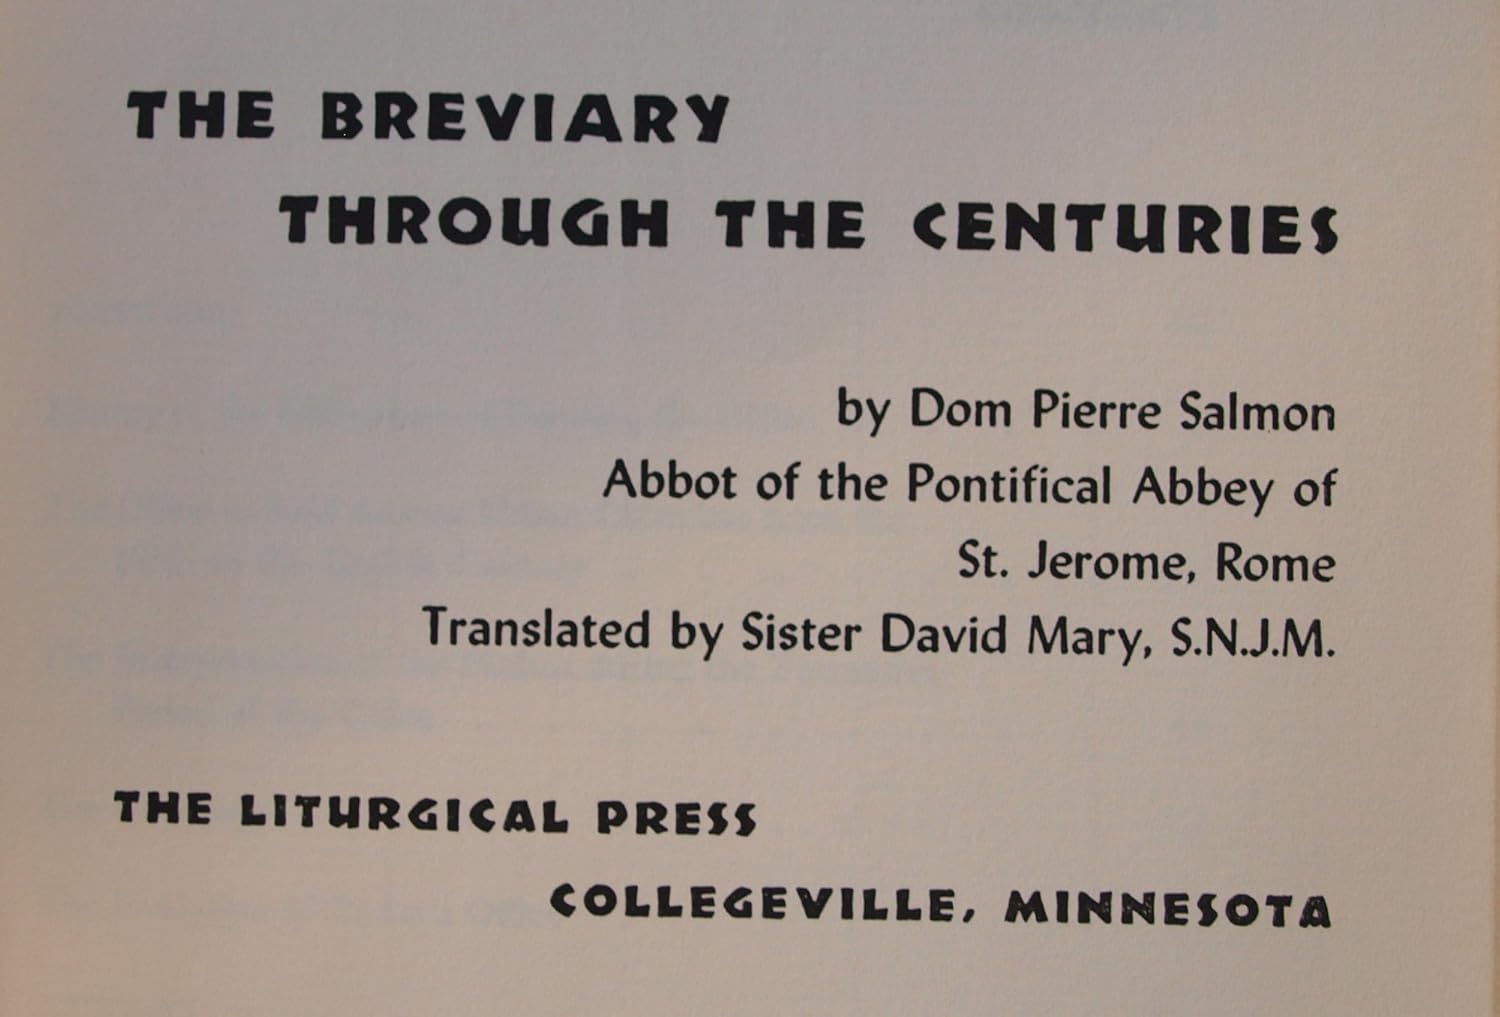 THE BREVIARY
THROUGH THE CENTURIES
by Dom Pierre Salmon
Abbot of the Pontifical Abbey of
St. Jerome, Rome
Translated by Sister David Mary, S.N.J.M.
THE LITURGICAL PRESS
COLLEGEVILLE, MINNESOTA